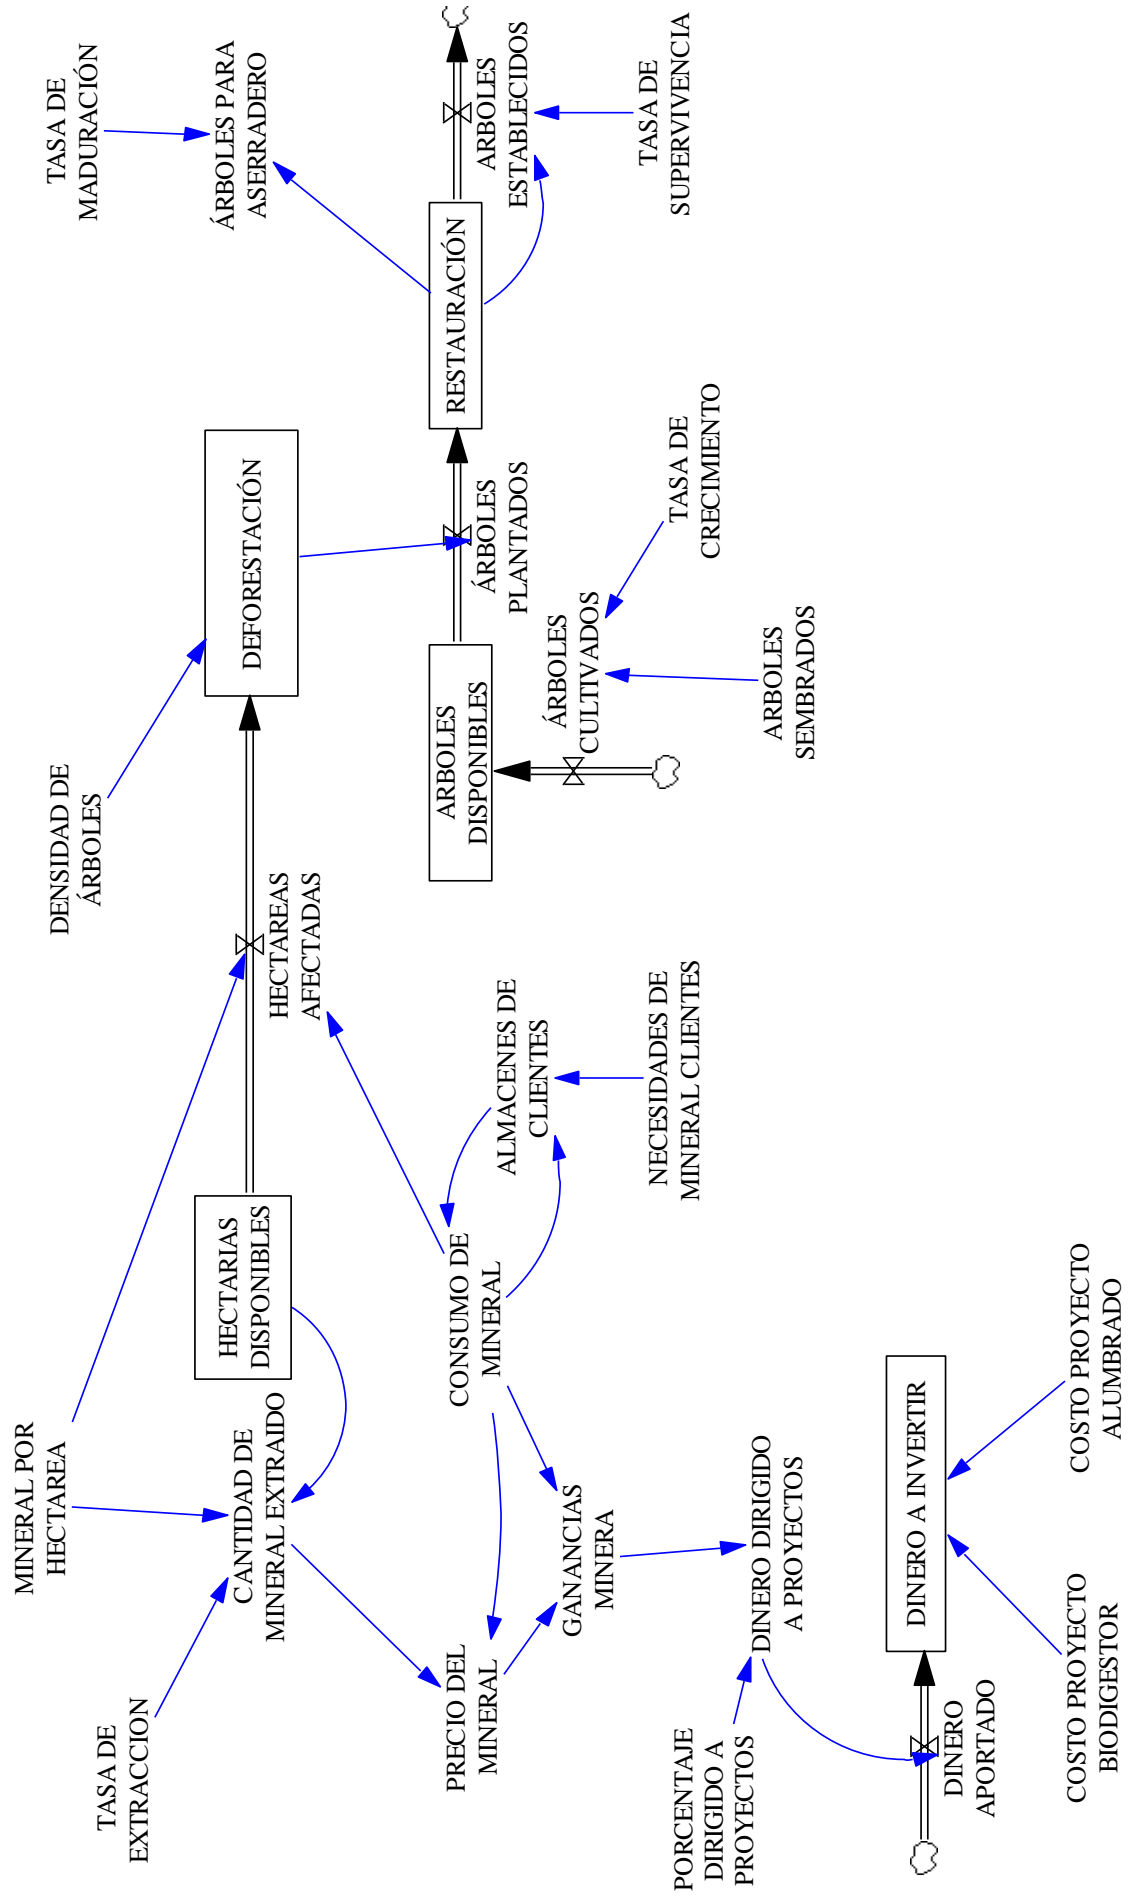 MINERAL POR
HECTAREA
DENSIDAD DE
ÁRBOLES
TASA DE
MADURACIÓN
TASA DE
EXTRACCION
CANTIDAD DE
MINERAL EXTRAIDO
HECTARIAS
DISPONIBLES
HECTAREAS
AFECTADAS
DEFORESTACIÓN
ÁRBOLES PARA
ASERRADERO
PRECIO DEL
MINERAL
CONSUMO DE
MINERAL
ALMACENES DE
CLIENTES
ARBOLES
DISPONIBLES
ÁRBOLES
PLANTADOS
RESTAURACIÓN
ARBOLES
ESTABLECIDOS
GANANCIAS
MINERA
ÁRBOLES
CULTIVADOS
NECESIDADES DE
MINERAL CLIENTES
TASA DE
CRECIMIENTO
TASA DE
SUPERVIVENCIA
PORCENTAJE
DIRIGIDO A
PROYECTOS
DINERO DIRIGIDO
A PROYECTOS
ARBOLES
SEMBRADOS
DINERO
APORTADO
DINERO A INVERTIR
COSTO PROYECTO
BIODIGESTOR
COSTO PROYECTO
ALUMBRADO